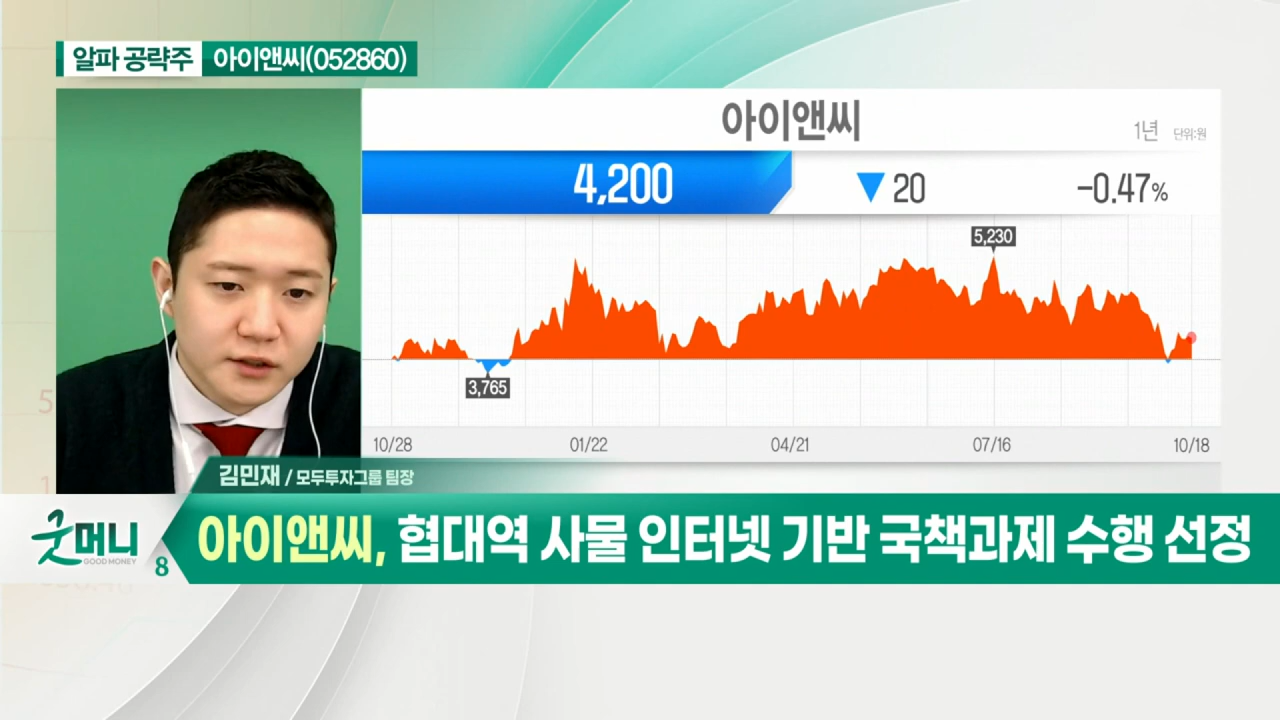 알파 공략주 아이앤씨(052860)
아이앤씨
1년 단위:원
4,200 ▼20 -0.47%
5,230
3,765
10/28 01/22 04/21 07/16 10/18
김민재 / 모두투자그룹 팀장
굿머니
GOOD MONEY
8
아이앤씨, 협대역 사물 인터넷 기반 국책과제 수행 선정